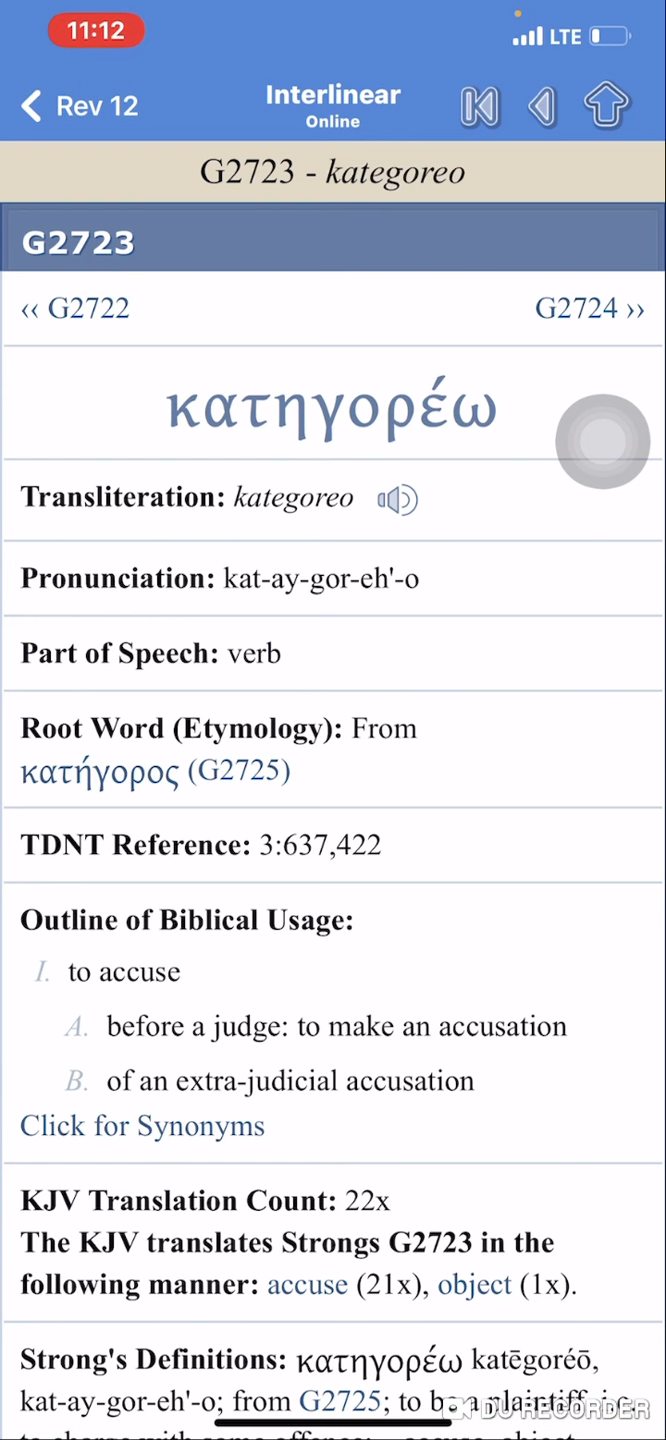 11:12
LTE
Rev 12
Interlinear
Online
G2723 - kategoreo
G2723
‹‹ G2722
G2724 ››
κατηγορέω
Transliteration: kategoreo
Pronunciation: kat-ay-gor-eh'-o
Part of Speech: verb
Root Word (Etymology): From
κατήγορος (G2725)
TDNT Reference: 3:637,422
Outline of Biblical Usage:
I. to accuse
A. before a judge: to make an accusation
B. of an extra-judicial accusation
Click for Synonyms
KJV Translation Count: 22x
The KJV translates Strongs G2723 in the
following manner: accuse (21x), object (1x).
Strong's Definitions: κατηγορέω katēgoréō,
kat-ay-gor-eh'-o; from G2725; to be a plaintiff, i.e.
DU RECORDER